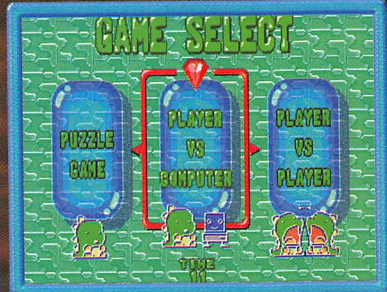 GAME SELECT
PUZZLE
GAME
PLAYER
VS
COMPUTER
PLAYER
VS
PLAYER
TIME
11